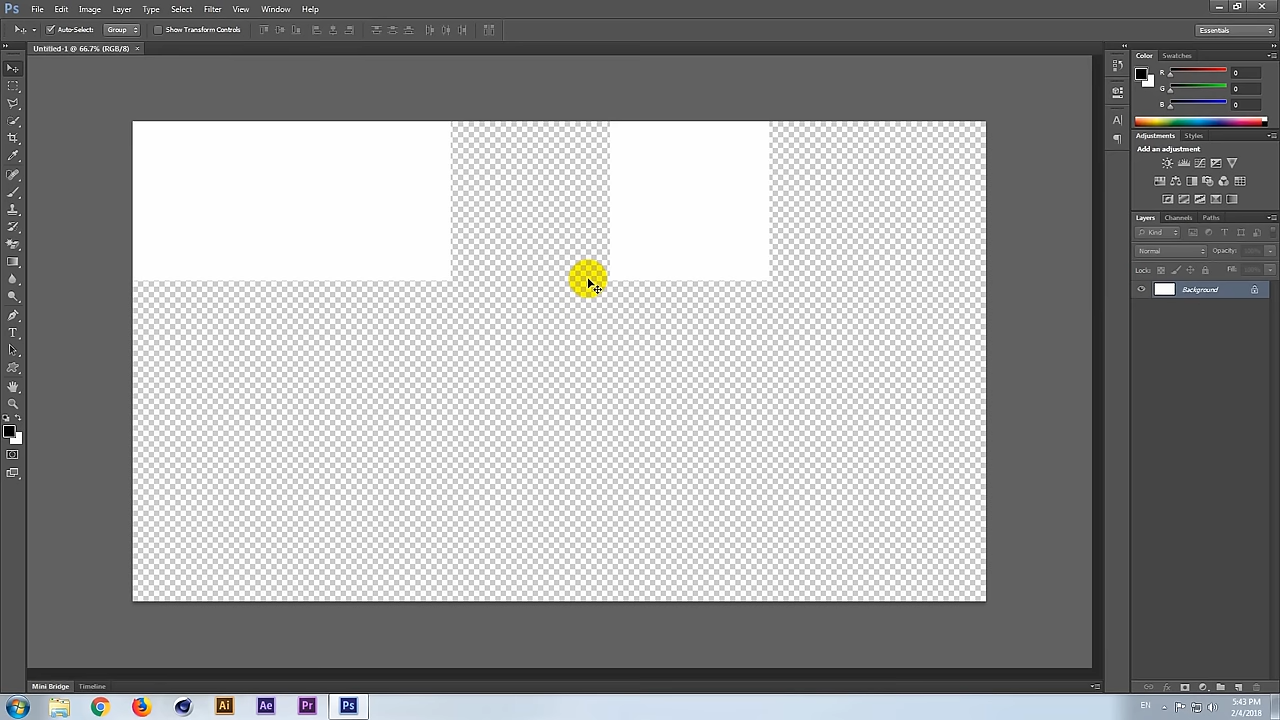 Ps File Edit Image Layer Type Select Filter View Window Help
Auto-Select: Group Show Transform Controls Essentials
Untitled-1 @ 66.7% (RGB/8) ×
Color Swatches
R 0
G 0
B 0
Adjustments Styles
Add an adjustment
Layers Channels Paths
Kind
Normal Opacity:
Locks: Fill:
Background
Mini Bridge Timeline
Ai Ae Pr Ps
EN
5:43 PM
2/4/2018